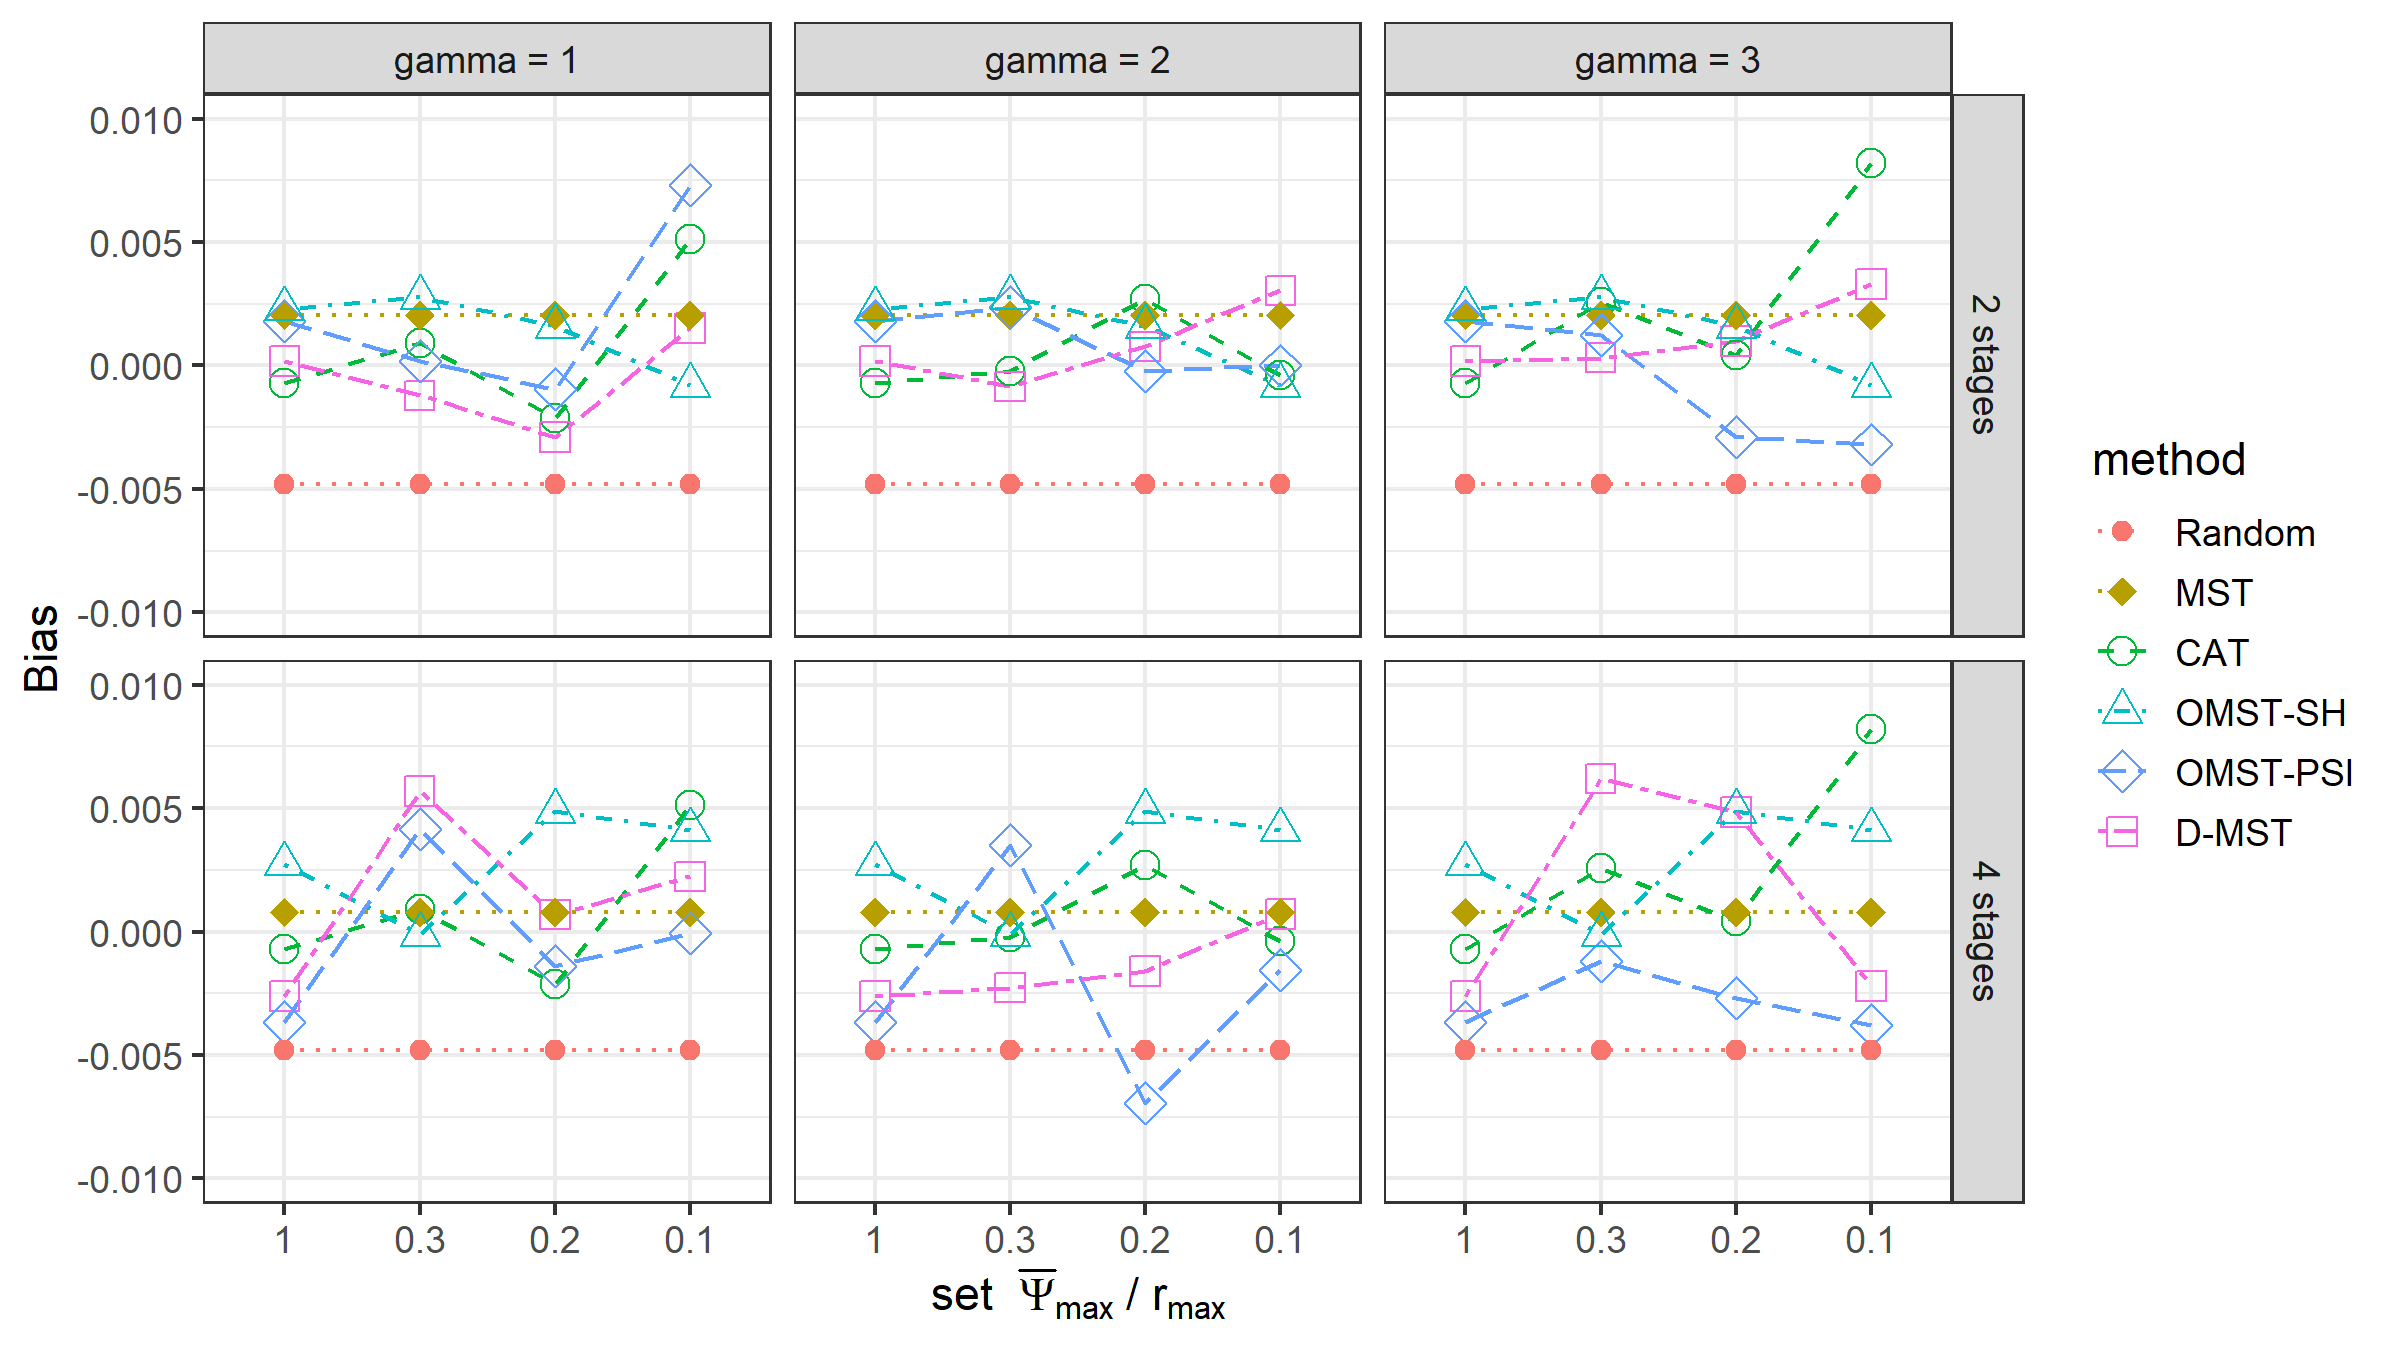 gamma = 1
gamma = 2
gamma = 3
0.010
0.005
0.000
-0.005
-0.010
2 stages
0.010
0.005
0.000
-0.005
-0.010
4 stages
Bias
1 0.3 0.2 0.1
1 0.3 0.2 0.1
1 0.3 0.2 0.1
set Ψ̅max / rmax
method
Random
MST
CAT
OMST-SH
OMST-PSI
D-MST